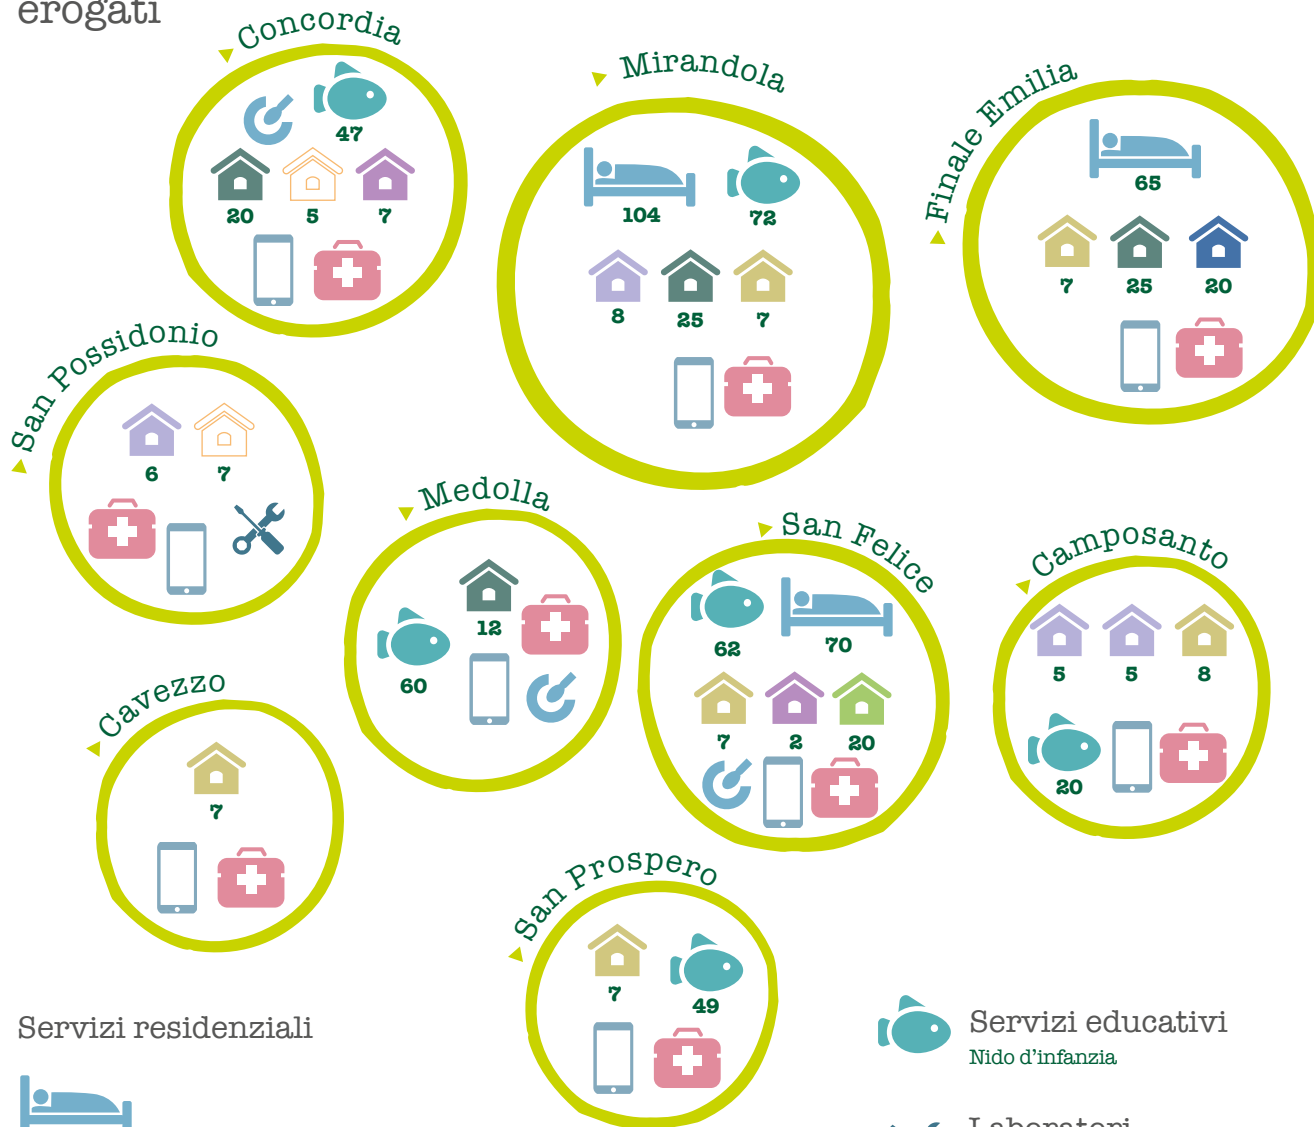 erogati
Concordia
47
20 5 7
Mirandola
104 72
8 25 7
Finale Emilia
65
7 25 20
San Possidonio
6 7
Medolla
12
60
San Felice
62 70
7 2 20
Camposanto
5 5 8
20
Cavezzo
7
San Prospero
7 49
Servizi residenziali
Servizi educativi
Nido d'infanzia
Laboratori